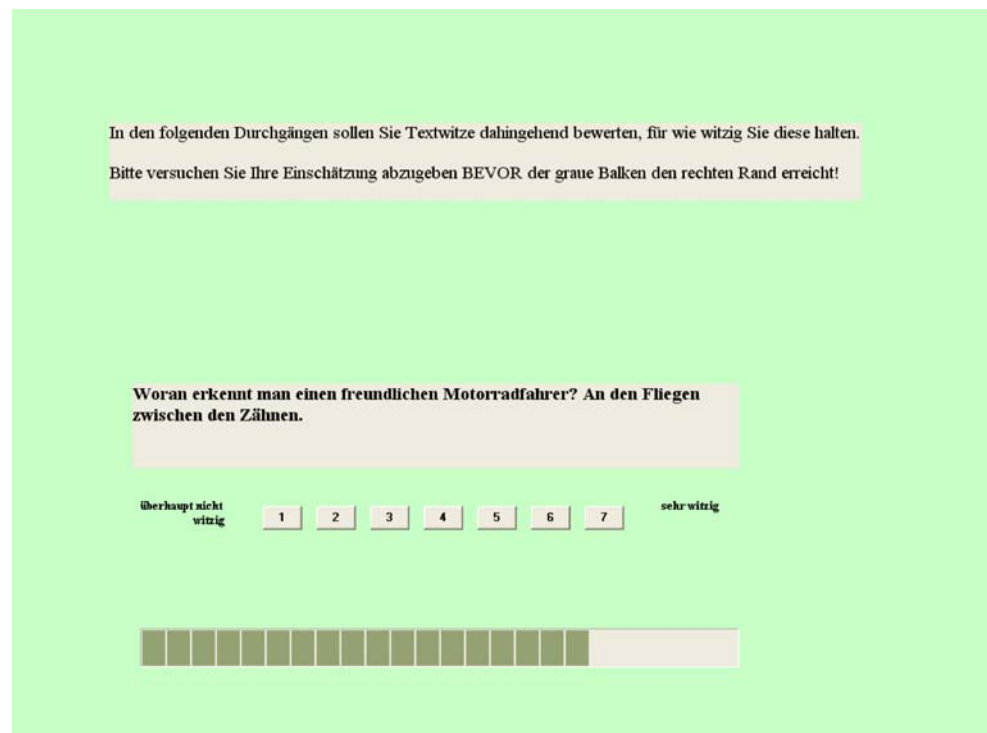 In den folgenden Durchgängen sollen Sie Textwitze dahingehend bewerten, für wie witzig Sie diese halten.
Bitte versuchen Sie Ihre Einschätzung abzugeben BEVOR der graue Balken den rechten Rand erreicht!
Woran erkennt man einen freundlichen Motorradfahrer? An den Fliegen
zwischen den Zähnen.
überhaupt nicht
witzig
1 2 3 4 5 6 7
sehr witzig